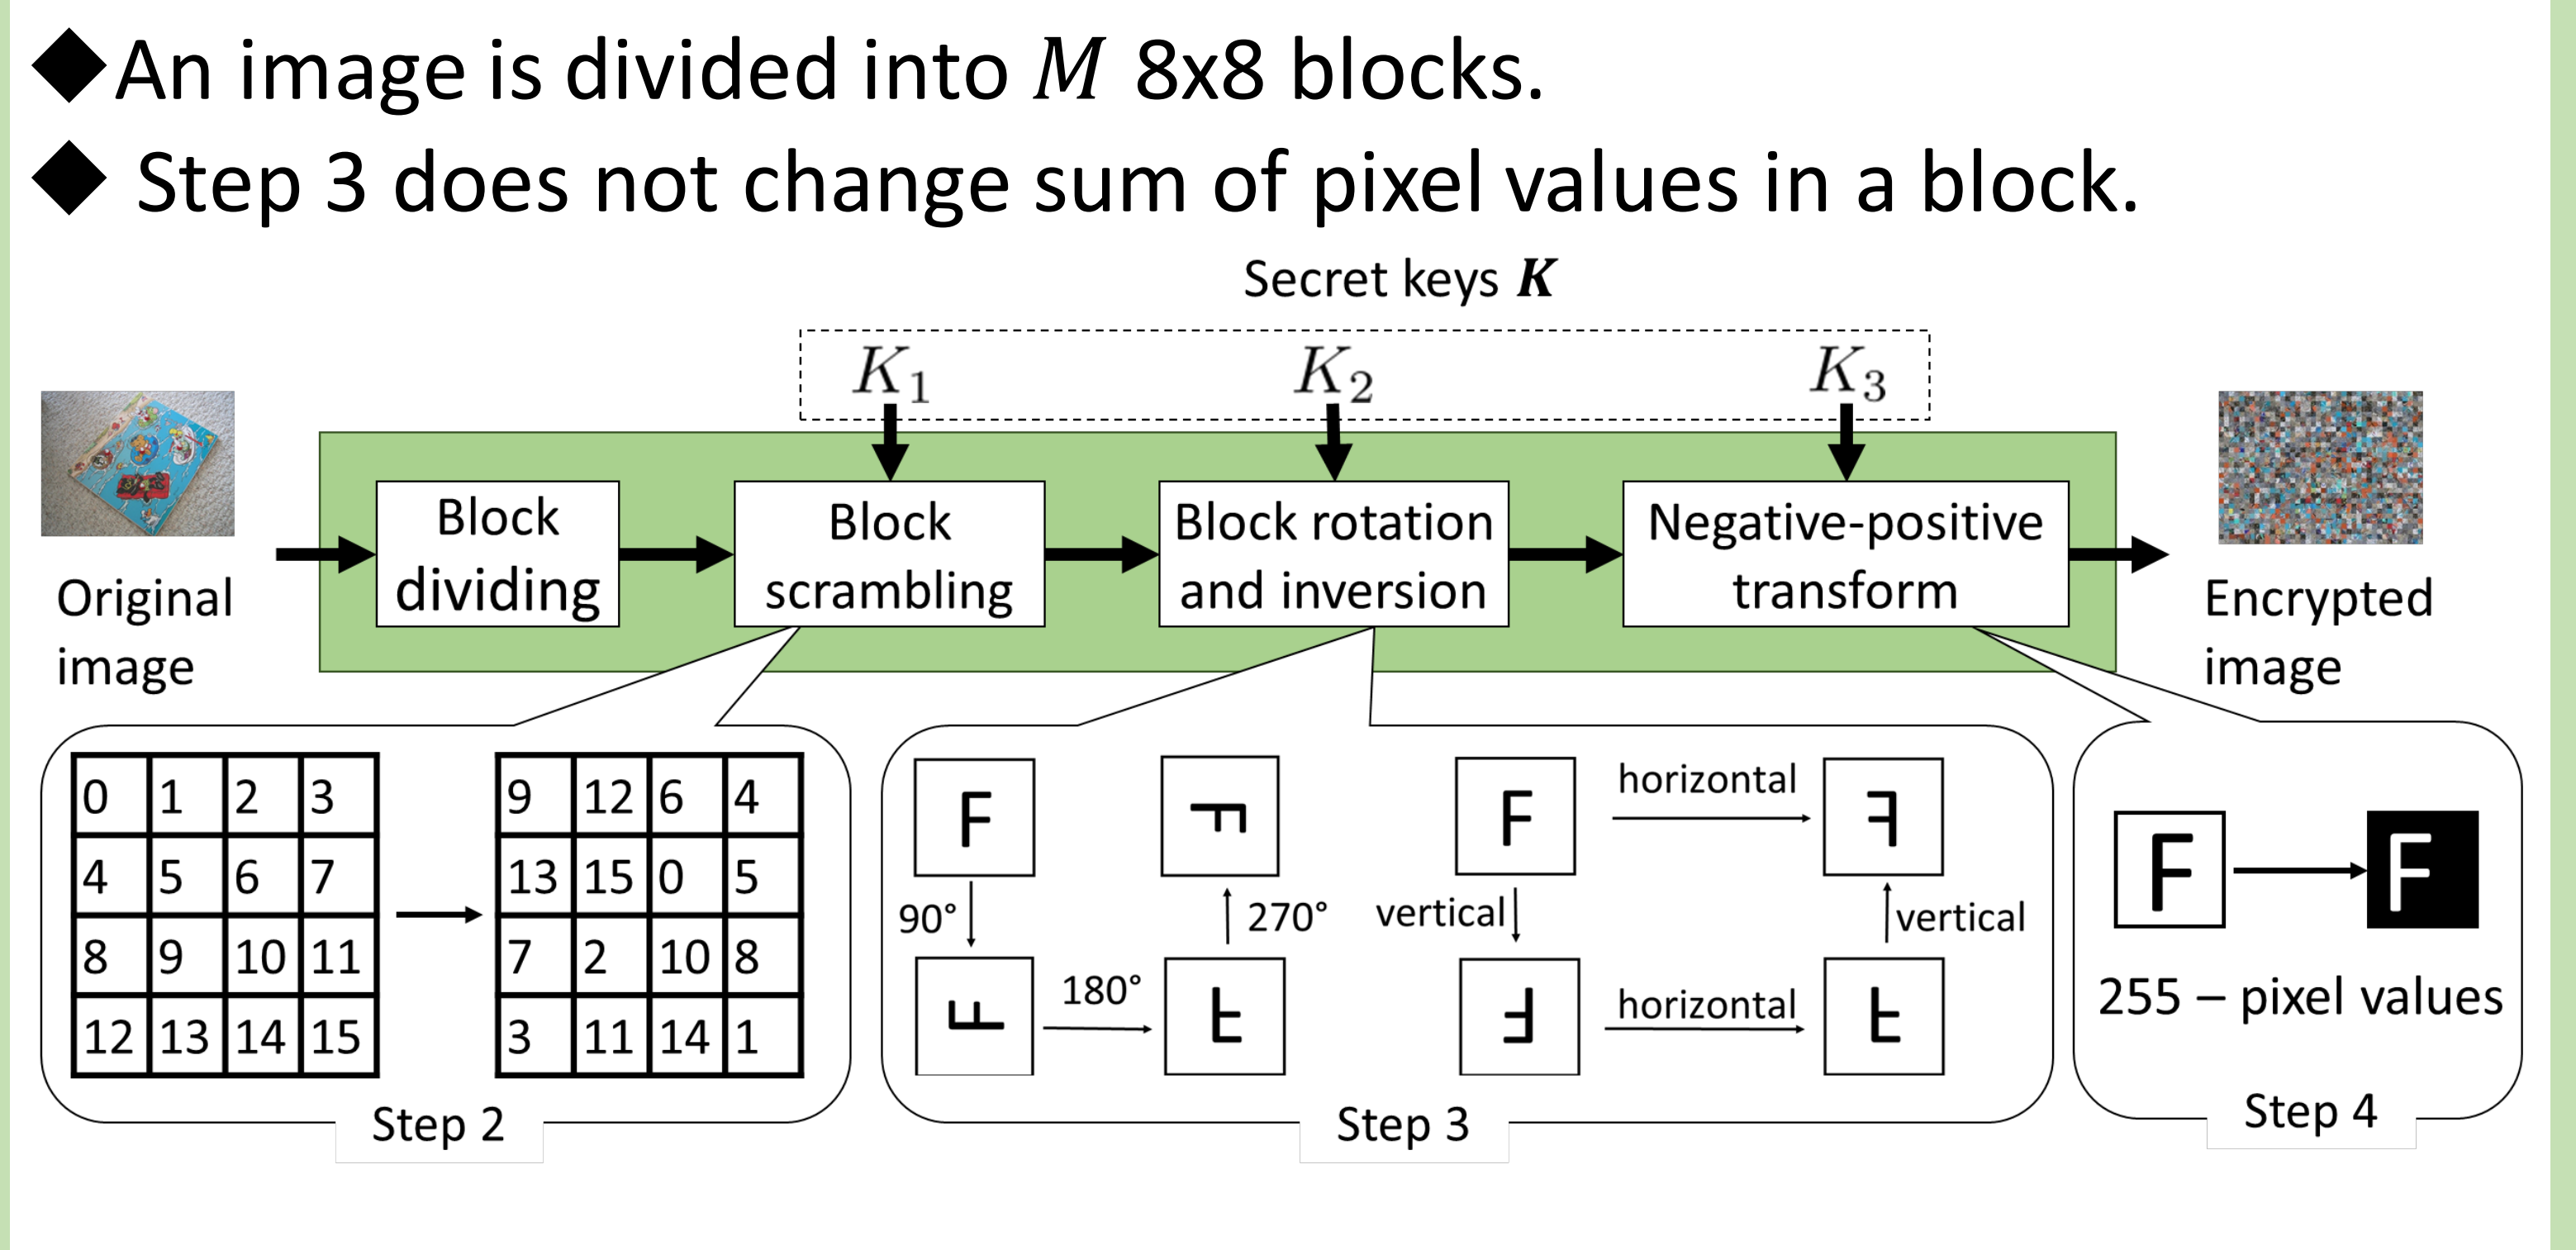 ◆An image is divided into M 8x8 blocks.
◆ Step 3 does not change sum of pixel values in a block.
Secret keys K
K1 K2 K3
Original
image
Block
dividing
Block
scrambling
Block rotation
and inversion
Negative-positive
transform
Encrypted
image
0 1 2 3
4 5 6 7
8 9 10 11
12 13 14 15
9 12 6 4
13 15 0 5
7 2 10 8
3 11 14 1
Step 2
F
90°
F
180°
F
270°
F
F
horizontal
F
vertical
F
horizontal
F
vertical
Step 3
F
F
255 – pixel values
Step 4